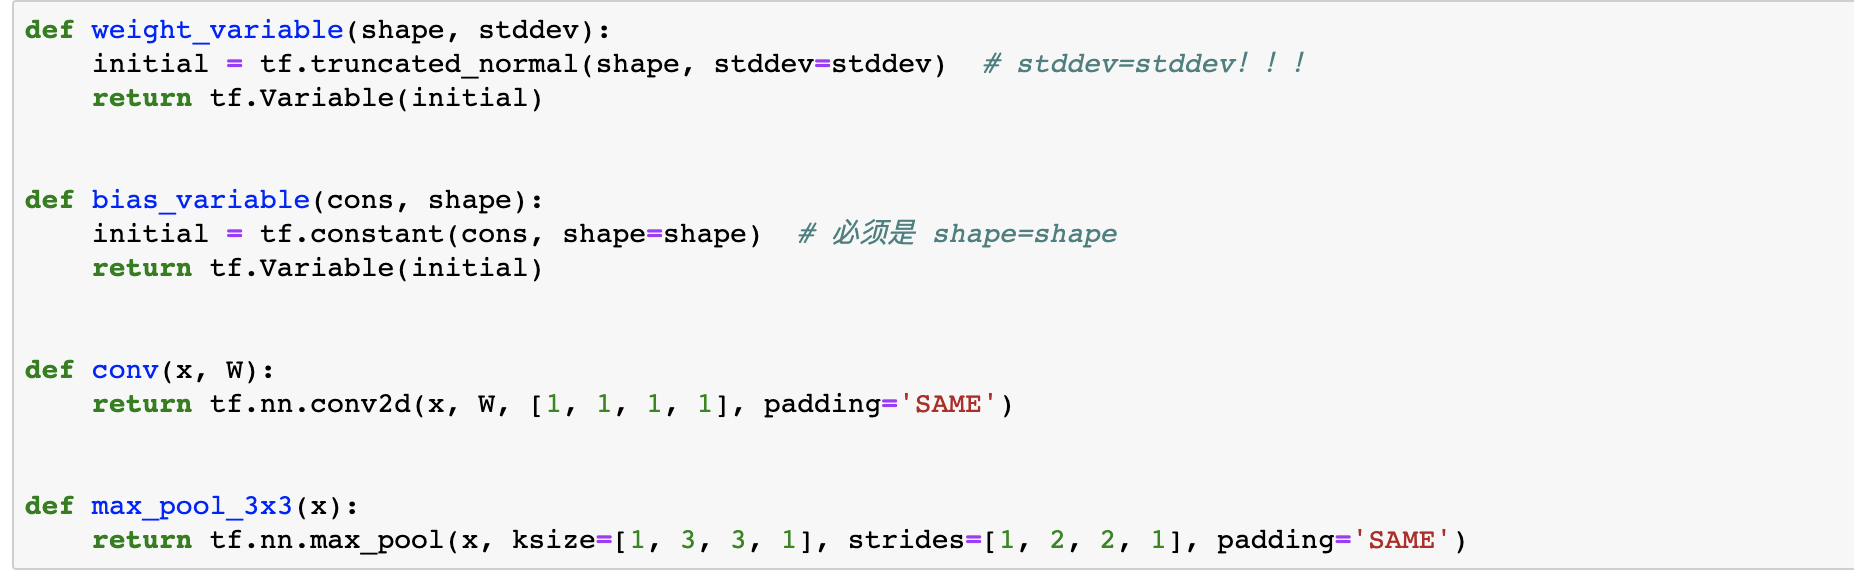 def weight_variable(shape, stddev):
    initial = tf.truncated_normal(shape, stddev=stddev)  # stddev=stddev！！！
    return tf.Variable(initial)
def bias_variable(cons, shape):
    initial = tf.constant(cons, shape=shape)  # 必须是 shape=shape
    return tf.Variable(initial)
def conv(x, W):
    return tf.nn.conv2d(x, W, [1, 1, 1, 1], padding='SAME')
def max_pool_3x3(x):
    return tf.nn.max_pool(x, ksize=[1, 3, 3, 1], strides=[1, 2, 2, 1], padding='SAME')